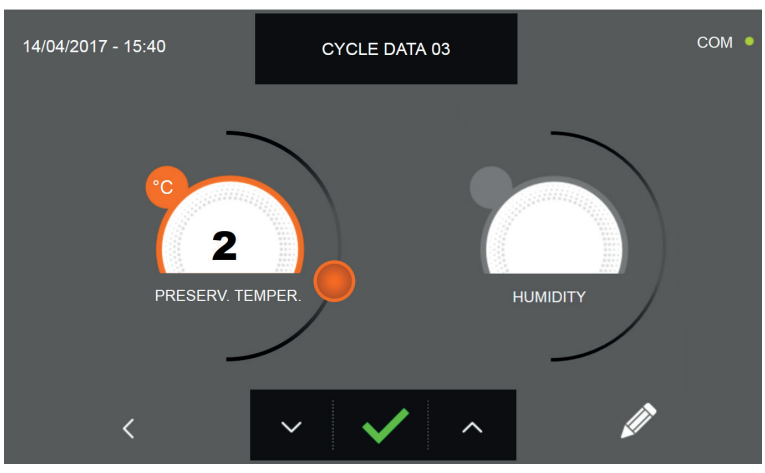 14/04/2017 - 15:40
CYCLE DATA 03
COM
°C
2
PRESERV. TEMPER.
HUMIDITY